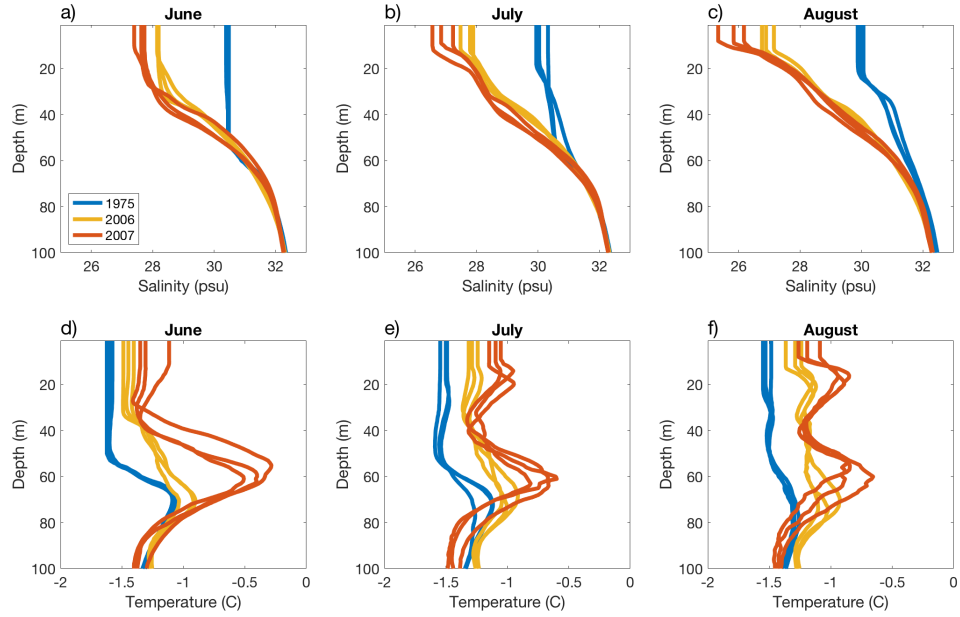 a) June
20
40
60
80
100
Depth (m)
26 28 30 32
Salinity (psu)
1975
2006
2007
b) July
20
40
60
80
100
Depth (m)
26 28 30 32
Salinity (psu)
c) August
20
40
60
80
100
Depth (m)
26 28 30 32
Salinity (psu)
d) June
20
40
60
80
100
Depth (m)
-2 -1.5 -1 -0.5 0
Temperature (C)
e) July
20
40
60
80
100
Depth (m)
-2 -1.5 -1 -0.5 0
Temperature (C)
f) August
20
40
60
80
100
Depth (m)
-2 -1.5 -1 -0.5 0
Temperature (C)